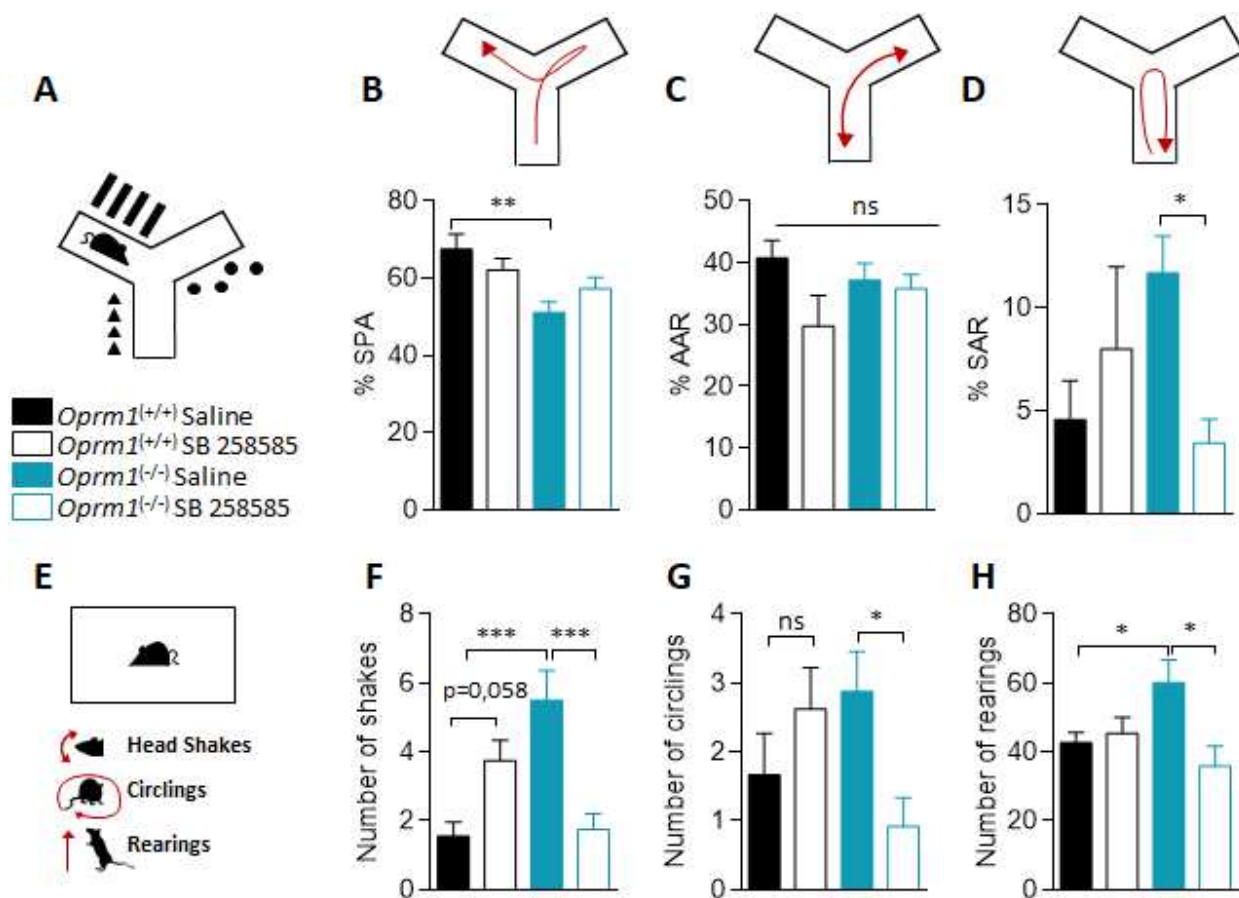 A
B
C
D
80
60
40
20
0
% SPA
**
50
40
30
20
10
0
% AAR
ns
15
10
5
0
% SAR
*
Oprm1(+/+) Saline
Oprm1(+/+) SB 258585
Oprm1(-/-) Saline
Oprm1(-/-) SB 258585
E
Head Shakes
Circlings
Rearings
F
8
6
4
2
0
Number of shakes
p=0,058
***
***
G
4
3
2
1
0
Number of circlings
ns
*
H
80
60
40
20
0
Number of rearings
*
*